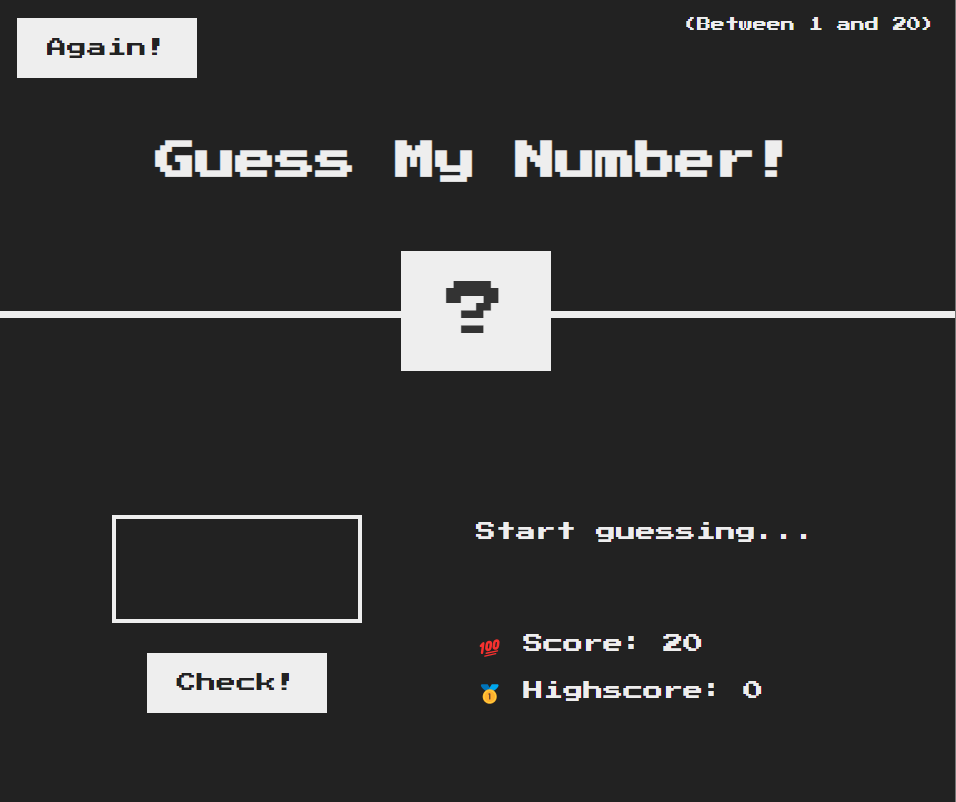 Again!
(Between 1 and 20)
Guess My Number!
?
Start guessing...
💯 Score: 20
Check!
🥇 Highscore: 0